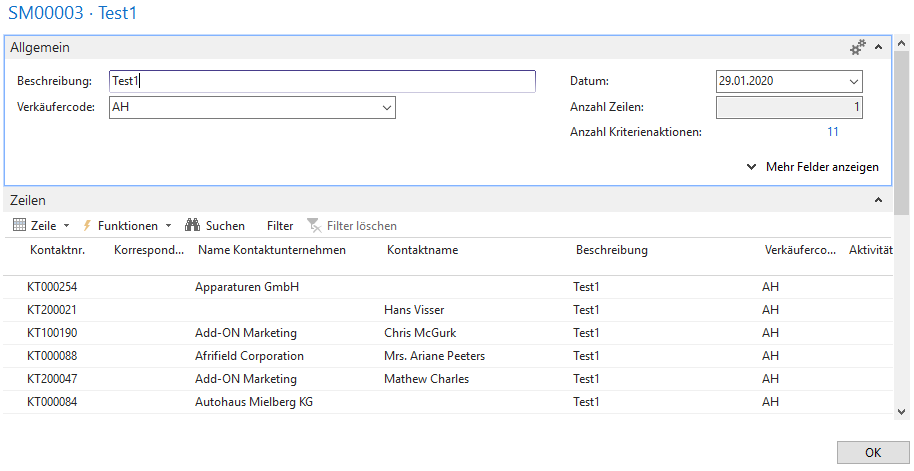 SM00003 · Test1
Allgemein
Beschreibung: Test1 Datum: 29.01.2020
Verkäufercode: AH Anzahl Zeilen: 1
Anzahl Kriterienaktionen: 11
Mehr Felder anzeigen
Zeilen
Zeile Funktionen Suchen Filter Filter löschen
Kontaktnr. Korrespond... Name Kontaktunternehmen Kontaktname Beschreibung Verkäuferco... Aktivität
KT000254 Apparaturen GmbH Test1 AH
KT200021 Hans Visser Test1 AH
KT100190 Add-ON Marketing Chris McGurk Test1 AH
KT000088 Afrifield Corporation Mrs. Ariane Peeters Test1 AH
KT200047 Add-ON Marketing Mathew Charles Test1 AH
KT000084 Autohaus Mielberg KG Test1 AH
OK